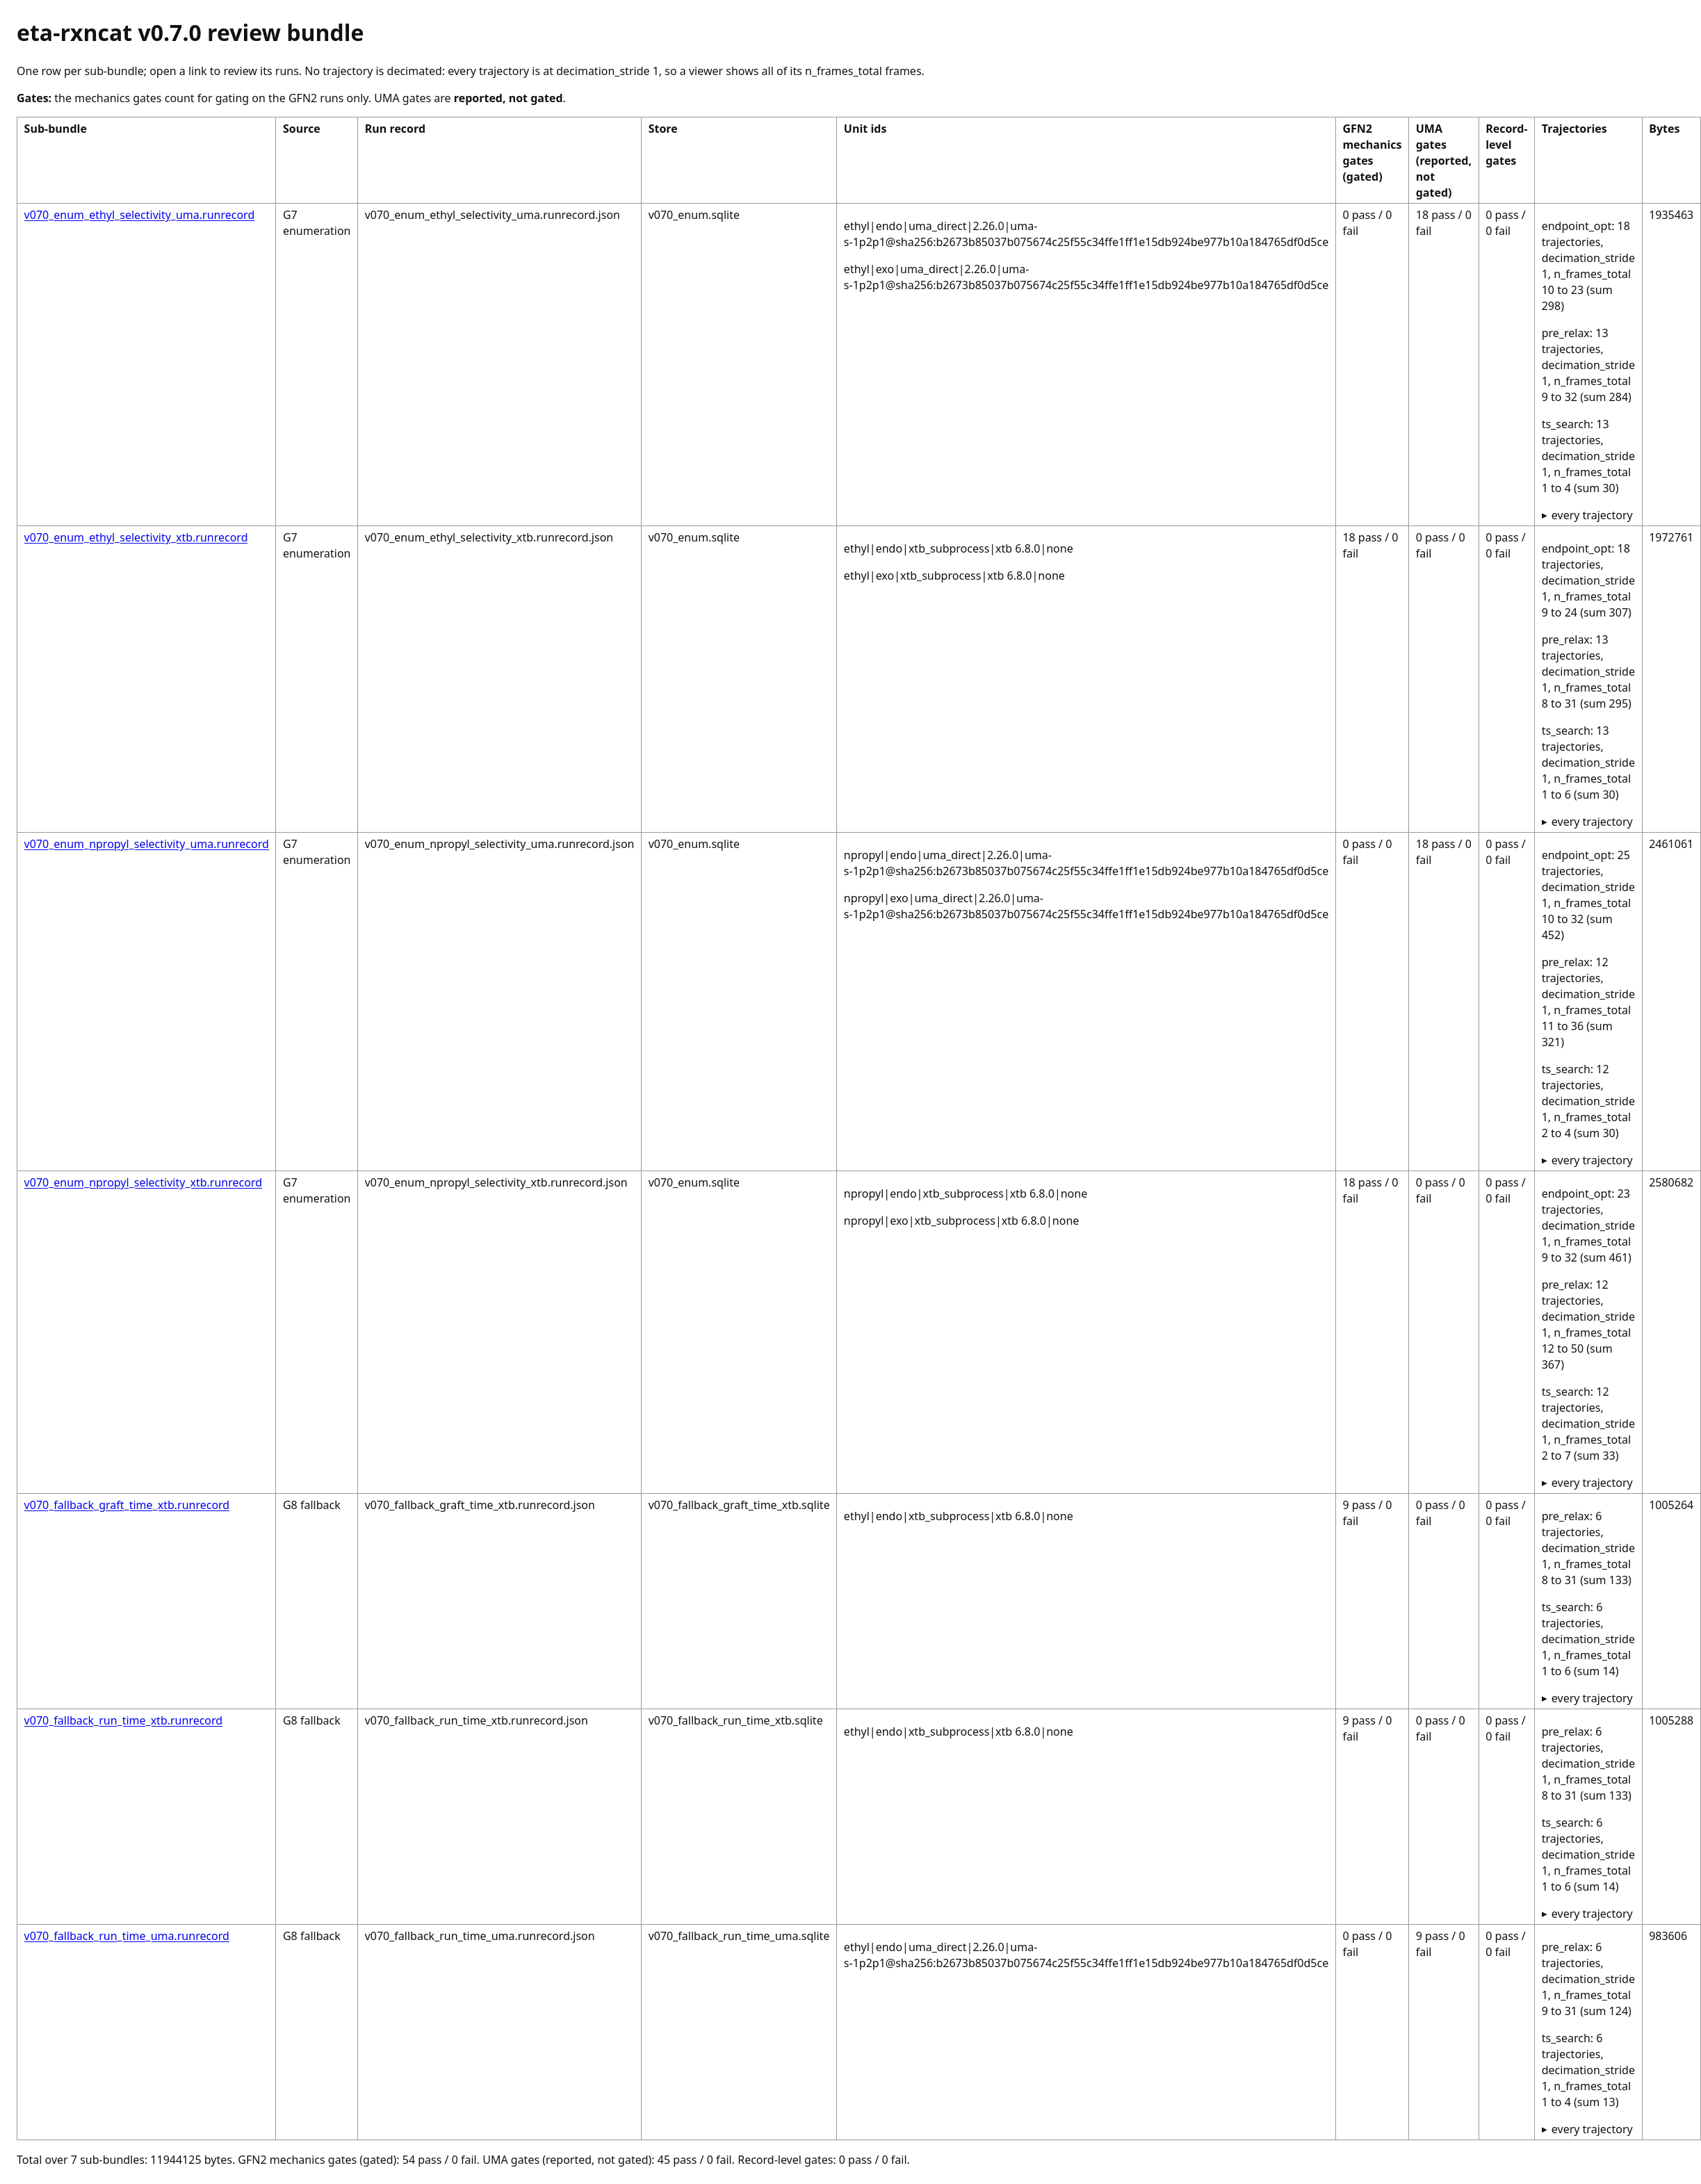 eta-rxncat v0.7.0 review bundle
One row per sub-bundle; open a link to review its runs. No trajectory is decimated: every trajectory is at decimation_stride 1, so a viewer shows all of its n_frames_total frames.
Gates: the mechanics gates count for gating on the GFN2 runs only. UMA gates are reported, not gated.
Sub-bundle
Source
Run record
Store
Unit ids
GFN2
mechanics
gates
(gated)
UMA
gates
(reported,
not
gated)
Record-
level
gates
Trajectories
Bytes
v070_enum_ethyl_selectivity_uma.runrecord
G7
enumeration
v070_enum_ethyl_selectivity_uma.runrecord.json
v070_enum.sqlite
ethyl|endo|uma_direct|2.26.0|uma-
s-1p2p1@sha256:b2673b85037b075674c25f55c34ffe1ff1e15db924be977b10a184765df0d5ce
ethyl|exo|uma_direct|2.26.0|uma-
s-1p2p1@sha256:b2673b85037b075674c25f55c34ffe1ff1e15db924be977b10a184765df0d5ce
0 pass / 0
fail
18 pass / 0
fail
0 pass /
0 fail
endpoint_opt: 18
trajectories,
decimation_stride
1, n_frames_total
10 to 23 (sum
298)
pre_relax: 13
trajectories,
decimation_stride
1, n_frames_total
9 to 32 (sum 284)
ts_search: 13
trajectories,
decimation_stride
1, n_frames_total
1 to 4 (sum 30)
▸ every trajectory
1935463
v070_enum_ethyl_selectivity_xtb.runrecord
G7
enumeration
v070_enum_ethyl_selectivity_xtb.runrecord.json
v070_enum.sqlite
ethyl|endo|xtb_subprocess|xtb 6.8.0|none
ethyl|exo|xtb_subprocess|xtb 6.8.0|none
18 pass / 0
fail
0 pass / 0
fail
0 pass /
0 fail
endpoint_opt: 18
trajectories,
decimation_stride
1, n_frames_total
9 to 24 (sum 307)
pre_relax: 13
trajectories,
decimation_stride
1, n_frames_total
8 to 31 (sum 295)
ts_search: 13
trajectories,
decimation_stride
1, n_frames_total
1 to 6 (sum 30)
▸ every trajectory
1972761
v070_enum_npropyl_selectivity_uma.runrecord
G7
enumeration
v070_enum_npropyl_selectivity_uma.runrecord.json
v070_enum.sqlite
npropyl|endo|uma_direct|2.26.0|uma-
s-1p2p1@sha256:b2673b85037b075674c25f55c34ffe1ff1e15db924be977b10a184765df0d5ce
npropyl|exo|uma_direct|2.26.0|uma-
s-1p2p1@sha256:b2673b85037b075674c25f55c34ffe1ff1e15db924be977b10a184765df0d5ce
0 pass / 0
fail
18 pass / 0
fail
0 pass /
0 fail
endpoint_opt: 25
trajectories,
decimation_stride
1, n_frames_total
10 to 32 (sum
452)
pre_relax: 12
trajectories,
decimation_stride
1, n_frames_total
11 to 36 (sum
321)
ts_search: 12
trajectories,
decimation_stride
1, n_frames_total
2 to 4 (sum 30)
▸ every trajectory
2461061
v070_enum_npropyl_selectivity_xtb.runrecord
G7
enumeration
v070_enum_npropyl_selectivity_xtb.runrecord.json
v070_enum.sqlite
npropyl|endo|xtb_subprocess|xtb 6.8.0|none
npropyl|exo|xtb_subprocess|xtb 6.8.0|none
18 pass / 0
fail
0 pass / 0
fail
0 pass /
0 fail
endpoint_opt: 23
trajectories,
decimation_stride
1, n_frames_total
9 to 32 (sum 461)
pre_relax: 12
trajectories,
decimation_stride
1, n_frames_total
12 to 50 (sum
367)
ts_search: 12
trajectories,
decimation_stride
1, n_frames_total
2 to 7 (sum 33)
▸ every trajectory
2580682
v070_fallback_graft_time_xtb.runrecord
G8 fallback
v070_fallback_graft_time_xtb.runrecord.json
v070_fallback_graft_time_xtb.sqlite
ethyl|endo|xtb_subprocess|xtb 6.8.0|none
9 pass / 0
fail
0 pass / 0
fail
0 pass /
0 fail
pre_relax: 6
trajectories,
decimation_stride
1, n_frames_total
8 to 31 (sum 133)
ts_search: 6
trajectories,
decimation_stride
1, n_frames_total
1 to 6 (sum 14)
▸ every trajectory
1005264
v070_fallback_run_time_xtb.runrecord
G8 fallback
v070_fallback_run_time_xtb.runrecord.json
v070_fallback_run_time_xtb.sqlite
ethyl|endo|xtb_subprocess|xtb 6.8.0|none
9 pass / 0
fail
0 pass / 0
fail
0 pass /
0 fail
pre_relax: 6
trajectories,
decimation_stride
1, n_frames_total
8 to 31 (sum 133)
ts_search: 6
trajectories,
decimation_stride
1, n_frames_total
1 to 6 (sum 14)
▸ every trajectory
1005288
v070_fallback_run_time_uma.runrecord
G8 fallback
v070_fallback_run_time_uma.runrecord.json
v070_fallback_run_time_uma.sqlite
ethyl|endo|uma_direct|2.26.0|uma-
s-1p2p1@sha256:b2673b85037b075674c25f55c34ffe1ff1e15db924be977b10a184765df0d5ce
0 pass / 0
fail
9 pass / 0
fail
0 pass /
0 fail
pre_relax: 6
trajectories,
decimation_stride
1, n_frames_total
9 to 31 (sum 124)
ts_search: 6
trajectories,
decimation_stride
1, n_frames_total
1 to 4 (sum 13)
▸ every trajectory
983606
Total over 7 sub-bundles: 11944125 bytes. GFN2 mechanics gates (gated): 54 pass / 0 fail. UMA gates (reported, not gated): 45 pass / 0 fail. Record-level gates: 0 pass / 0 fail.